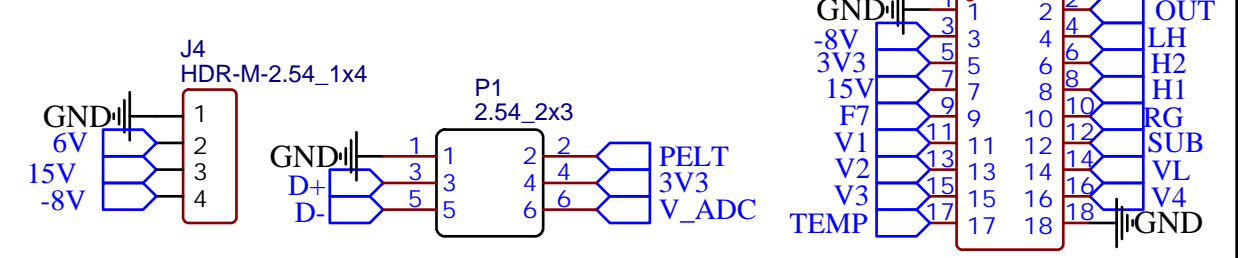 J4
HDR-M-2.54_1x4
GND 1
6V 2
15V 3
-8V 4
P1
2.54_2x3
GND 1 1 2 2 PELT
D+ 3 3 4 4 3V3
D- 5 5 6 6 V_ADC
GND 1 1 2 2 OUT
-8V 3 3 4 4 LH
3V3 5 5 6 6 H2
15V 7 7 8 8 H1
F7 9 9 10 10 RG
V1 11 11 12 12 SUB
V2 13 13 14 14 VL
V3 15 15 16 16 V4
TEMP 17 17 18 18 GND